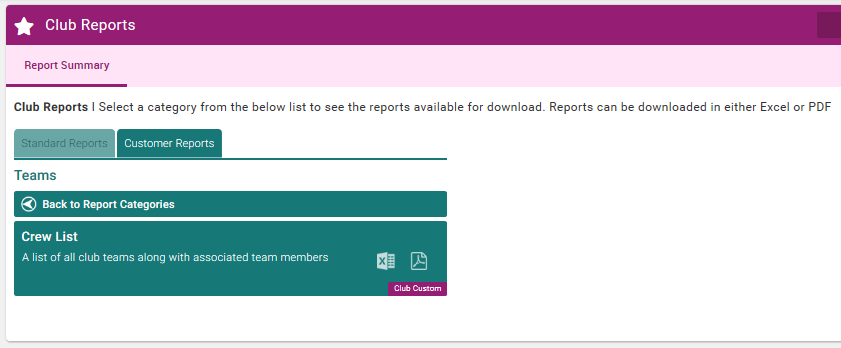 Club Reports
Report Summary
Club Reports | Select a category from the below list to see the reports available for download. Reports can be downloaded in either Excel or PDF
Standard Reports
Customer Reports
Teams
Back to Report Categories
Crew List
A list of all club teams along with associated team members
Club Custom